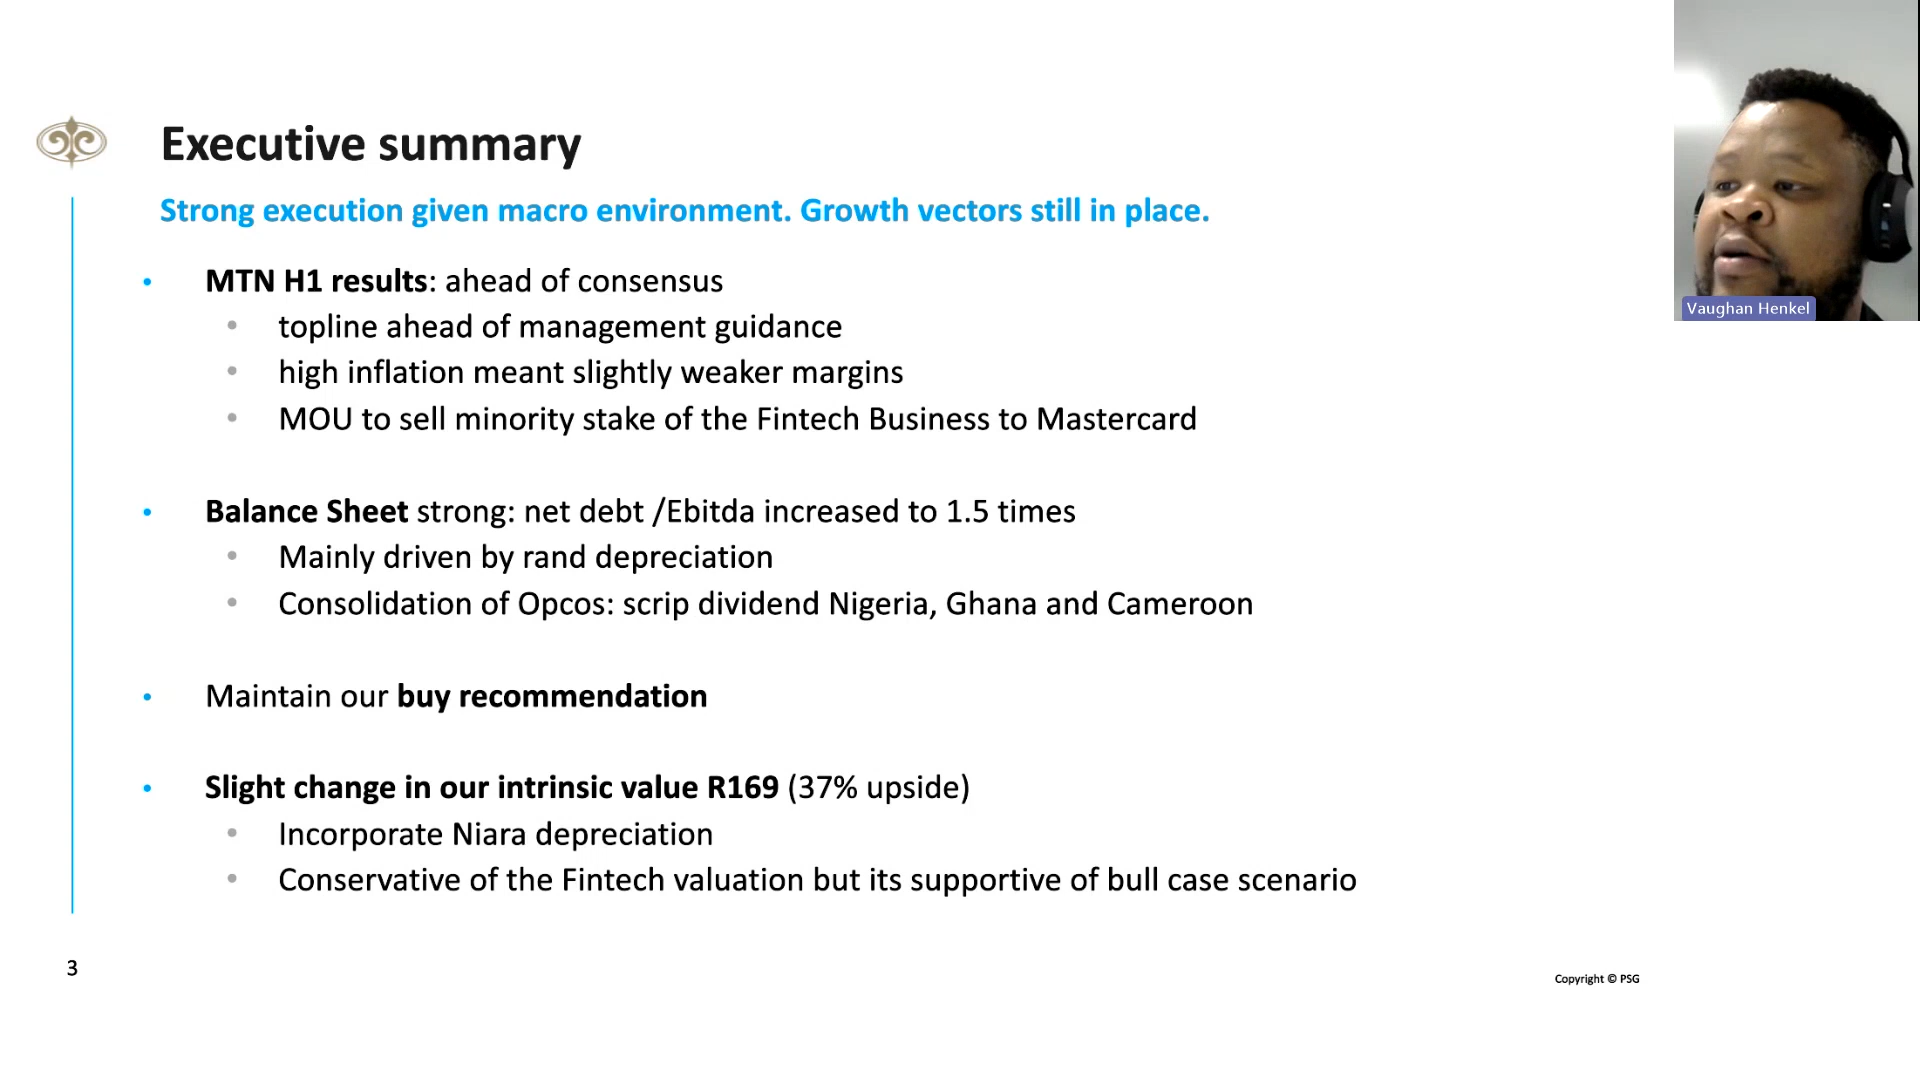 Executive summary
Strong execution given macro environment. Growth vectors still in place.
• MTN H1 results: ahead of consensus
• topline ahead of management guidance
• high inflation meant slightly weaker margins
• MOU to sell minority stake of the Fintech Business to Mastercard
• Balance Sheet strong: net debt /Ebitda increased to 1.5 times
• Mainly driven by rand depreciation
• Consolidation of Opcos: scrip dividend Nigeria, Ghana and Cameroon
• Maintain our buy recommendation
• Slight change in our intrinsic value R169 (37% upside)
• Incorporate Niara depreciation
• Conservative of the Fintech valuation but its supportive of bull case scenario
3
Copyright © PSG
Vaughan Henkel